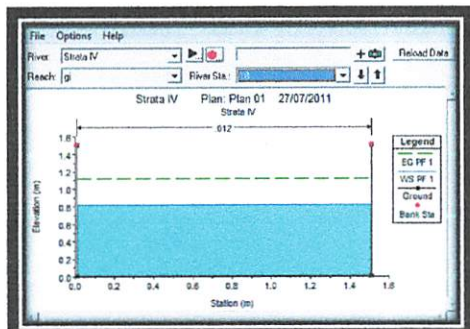 File Options Help
River: Strata IV
Reload Data
Reach: gi River Sta.:
Strata IV Plan: Plan 01 27/07/2011
Strata IV
.012
Legend
EG PF 1
WS PF 1
Ground
Bank Sta
Elevation (m)
1.6
1.4
1.2
1.0
0.8
0.6
0.4
0.2
0.0
0.0 0.2 0.4 0.6 0.8 1.0 1.2 1.4 1.6
Station (m)